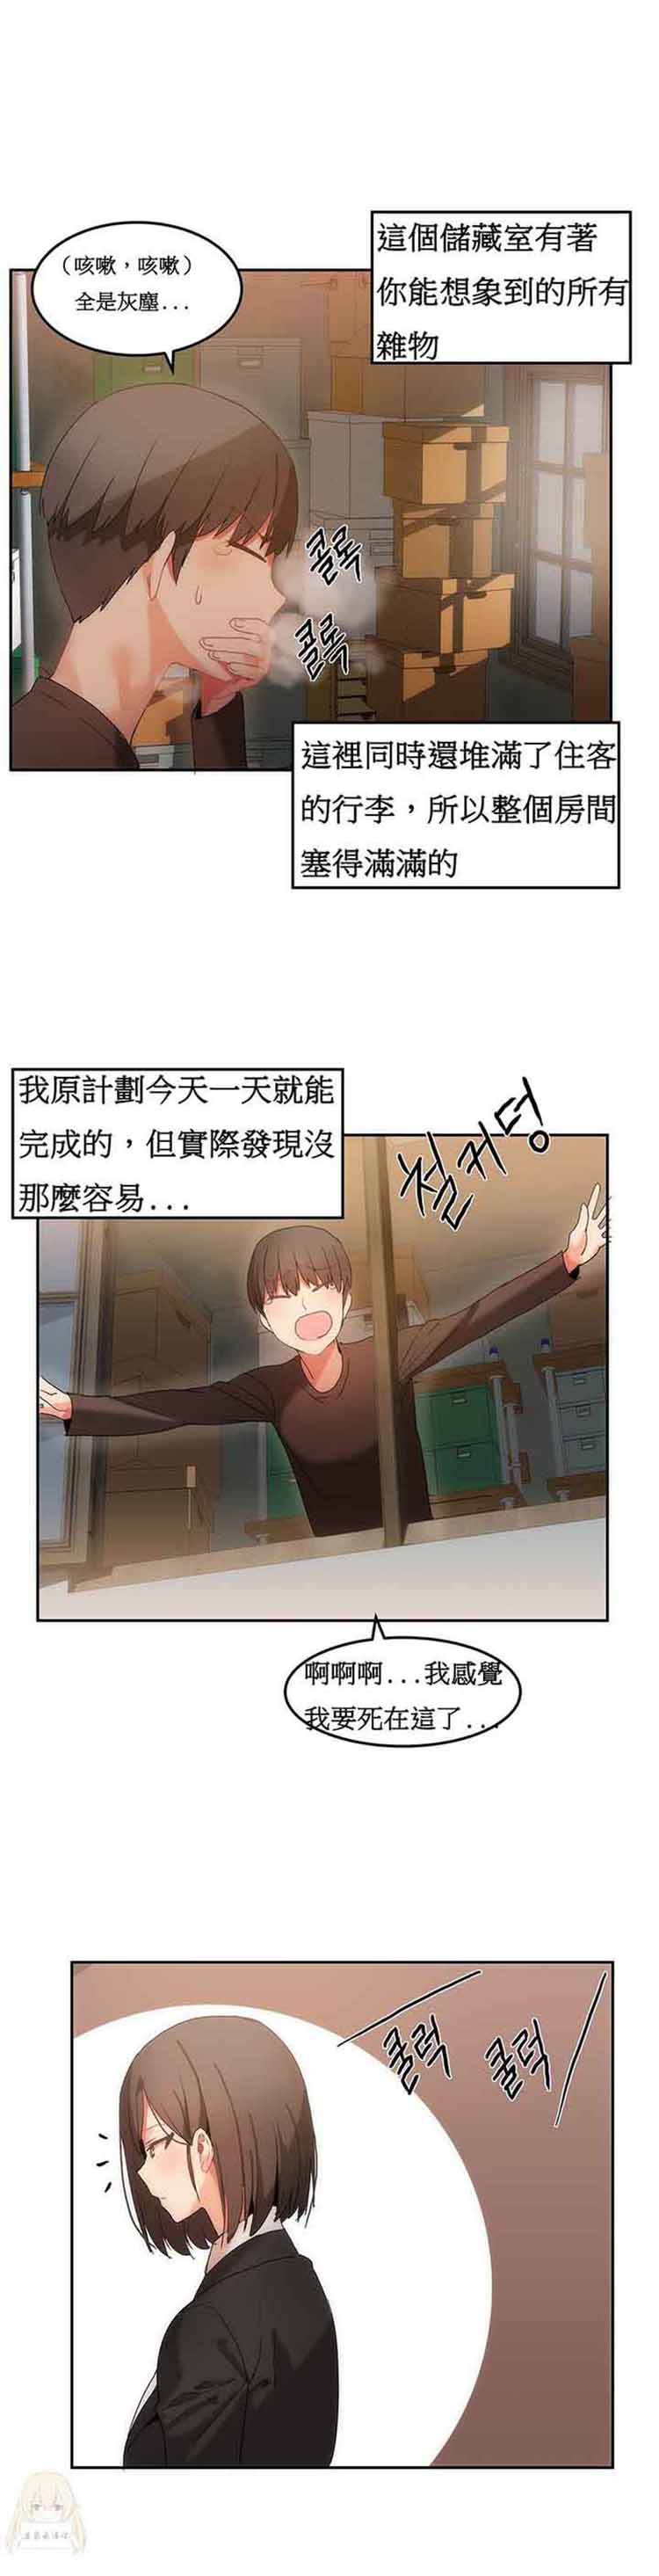 這個儲藏室有著
你能想象到的所有
雜物
（咳嗽，咳嗽）
全是灰塵...
콜록
콜록
這裡同時還堆滿了住客
的行李，所以整個房間
塞得滿滿的
我原計劃今天一天就能
完成的，但實際發現沒
那麼容易...
철커덩
啊啊啊...我感覺
我要死在這了...
쿨럭
쿨럭